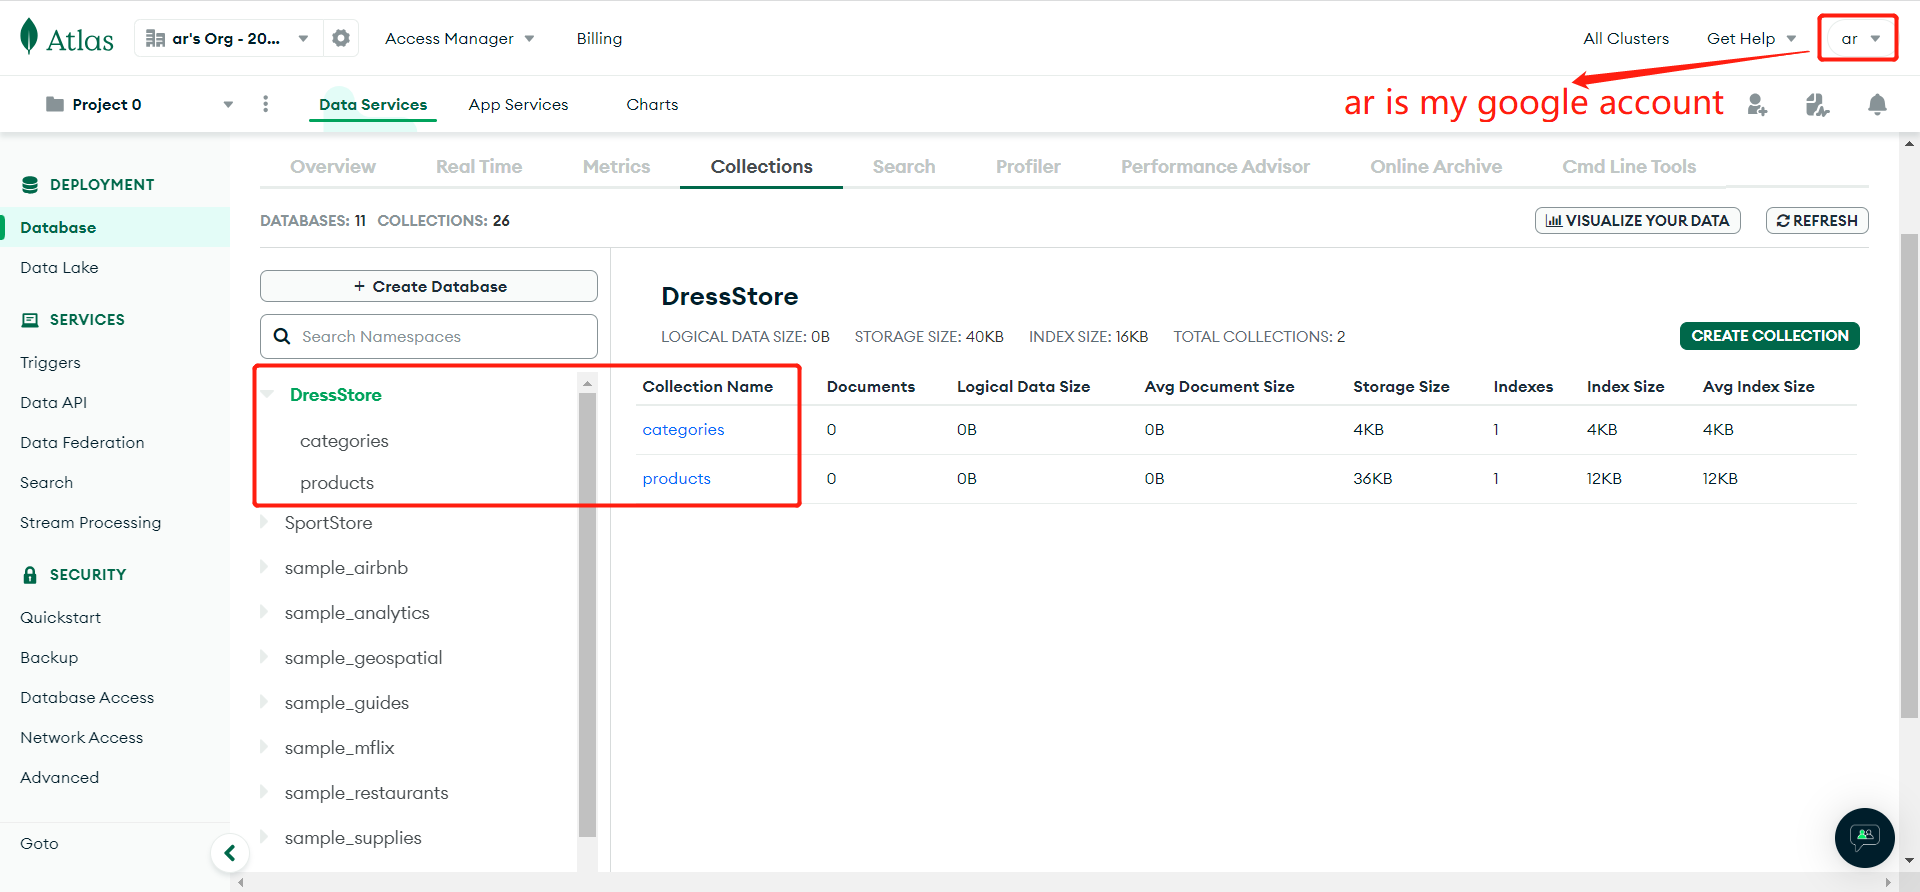 Atlas
ar's Org - 20...
Access Manager
Billing
All Clusters
Get Help
ar
Project 0
Data Services
App Services
Charts
ar is my google account
DEPLOYMENT
Database
Data Lake
SERVICES
Triggers
Data API
Data Federation
Search
Stream Processing
SECURITY
Quickstart
Backup
Database Access
Network Access
Advanced
Goto
Overview
Real Time
Metrics
Collections
Search
Profiler
Performance Advisor
Online Archive
Cmd Line Tools
DATABASES: 11 COLLECTIONS: 26
VISUALIZE YOUR DATA
REFRESH
+ Create Database
Search Namespaces
DressStore
categories
products
SportStore
sample_airbnb
sample_analytics
sample_geospatial
sample_guides
sample_mflix
sample_restaurants
sample_supplies
DressStore
LOGICAL DATA SIZE: 0B STORAGE SIZE: 40KB INDEX SIZE: 16KB TOTAL COLLECTIONS: 2
CREATE COLLECTION
Collection Name Documents Logical Data Size Avg Document Size Storage Size Indexes Index Size Avg Index Size
categories 0 0B 0B 4KB 1 4KB 4KB
products 0 0B 0B 36KB 1 12KB 12KB